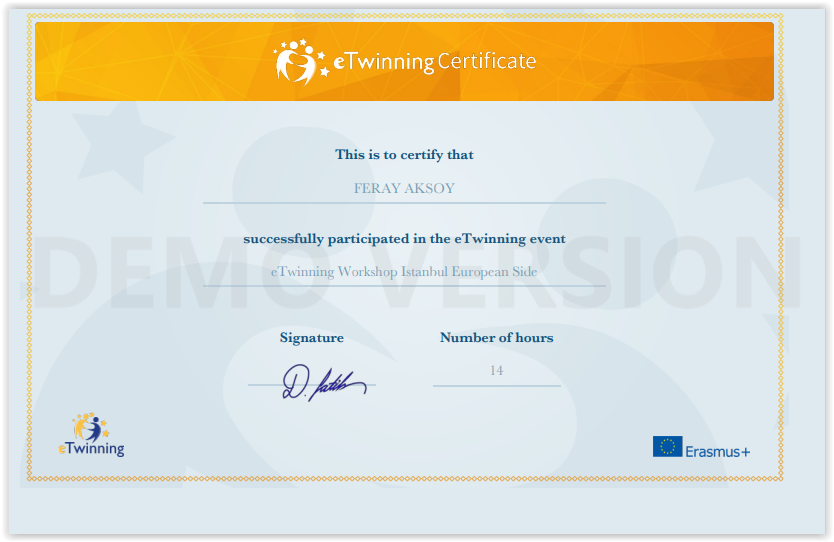 eTwinning Certificate
This is to certify that
FERAY AKSOY
successfully participated in the eTwinning event
eTwinning Workshop Istanbul European Side
DEMO VERSION
Signature
Number of hours
D. Fatih
14
eTwinning
Erasmus+